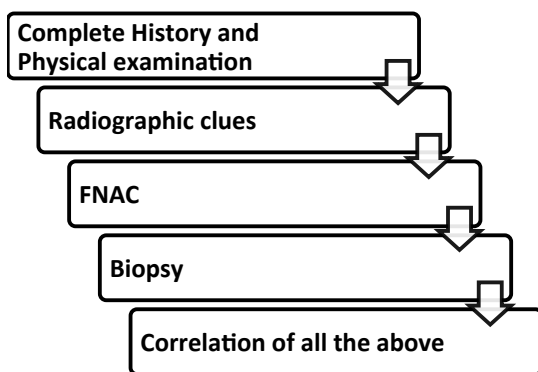 Complete History and
Physical examination
Radiographic clues
FNAC
Biopsy
Correlation of all the above